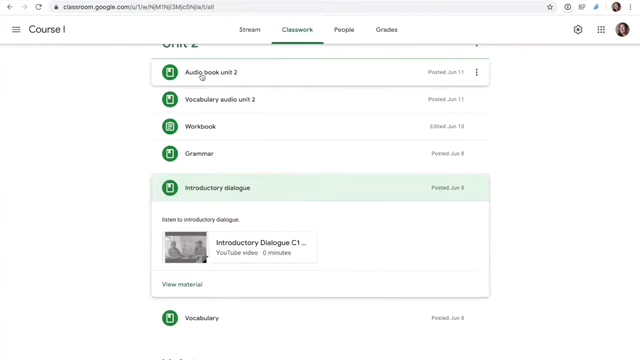 classroom.google.com/u/1/w/NjM1NjI3Mjc5Njla/t/all
Course I
Stream
Classwork
People
Grades
Unit 2
Audio book unit 2
Posted Jun 11
Vocabulary audio unit 2
Posted Jun 11
Workbook
Edited Jun 10
Grammar
Posted Jun 8
Introductory dialogue
Posted Jun 8
listen to introductory dialogue.
Introductory Dialogue C1 ...
YouTube video 0 minutes
View material
Vocabulary
Posted Jun 8